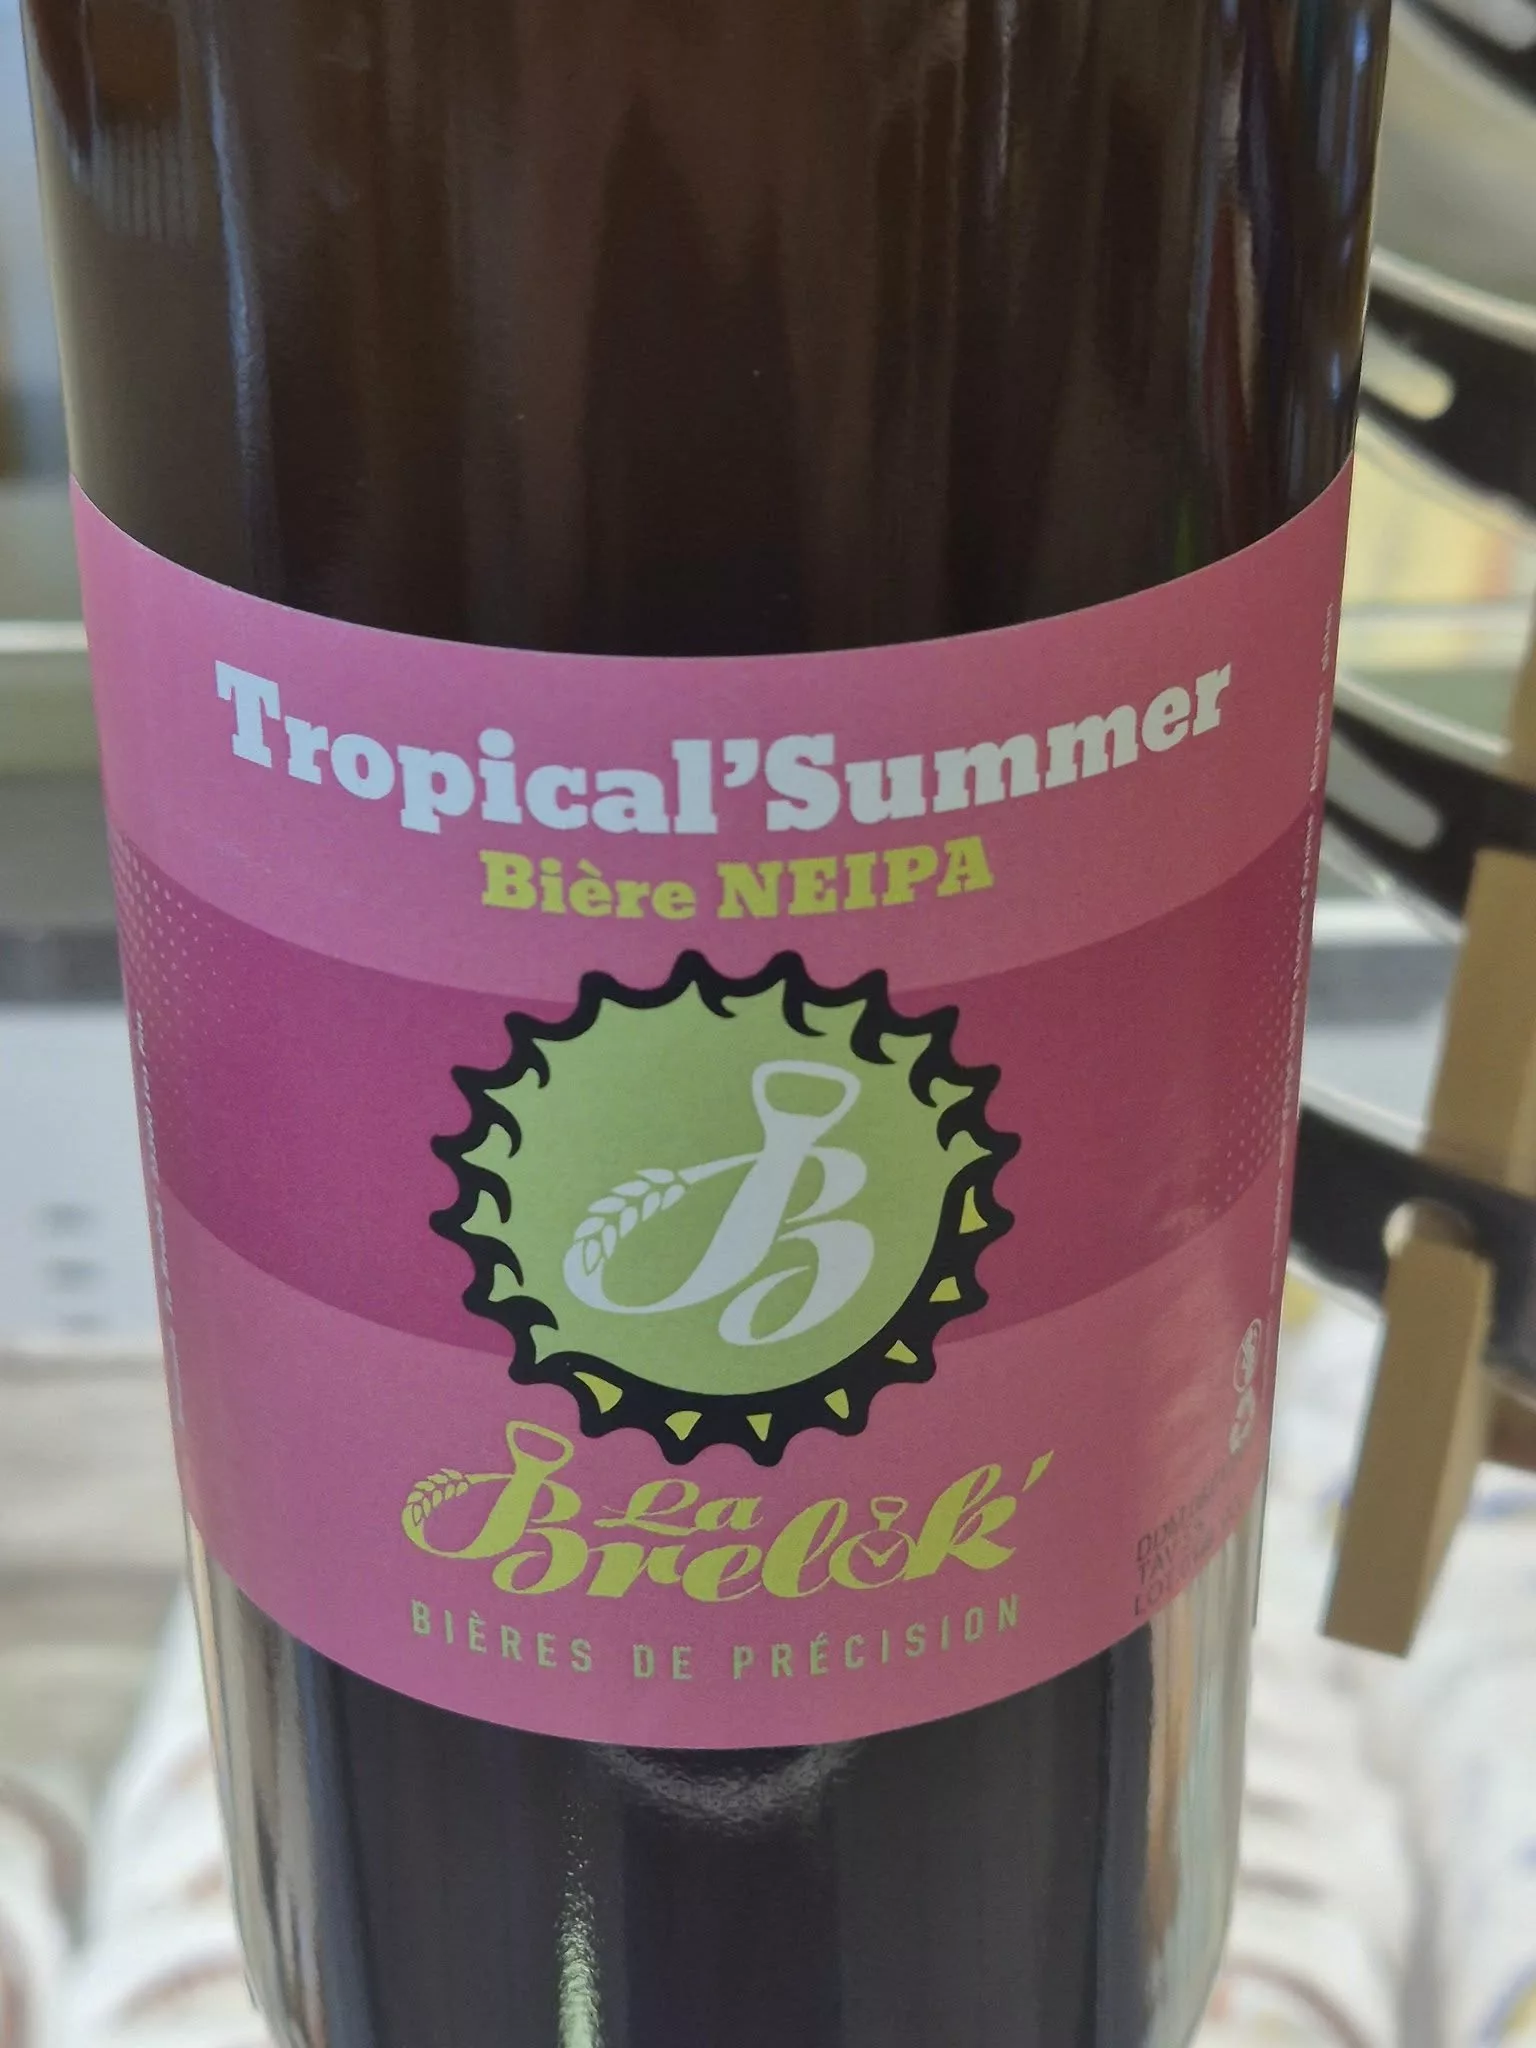 Tropical'Summer
Bière NEIPA
B
La
Brelok'
BIÈRES DE PRÉCISION